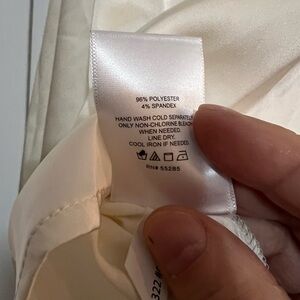 96% POLYESTER
4% SPANDEX
HAND WASH COLD SEPARATELY
ONLY NON-CHLORINE BLEACH
WHEN NEEDED.
LINE DRY.
COOL IRON IF NEEDED.
RN# 55285
322